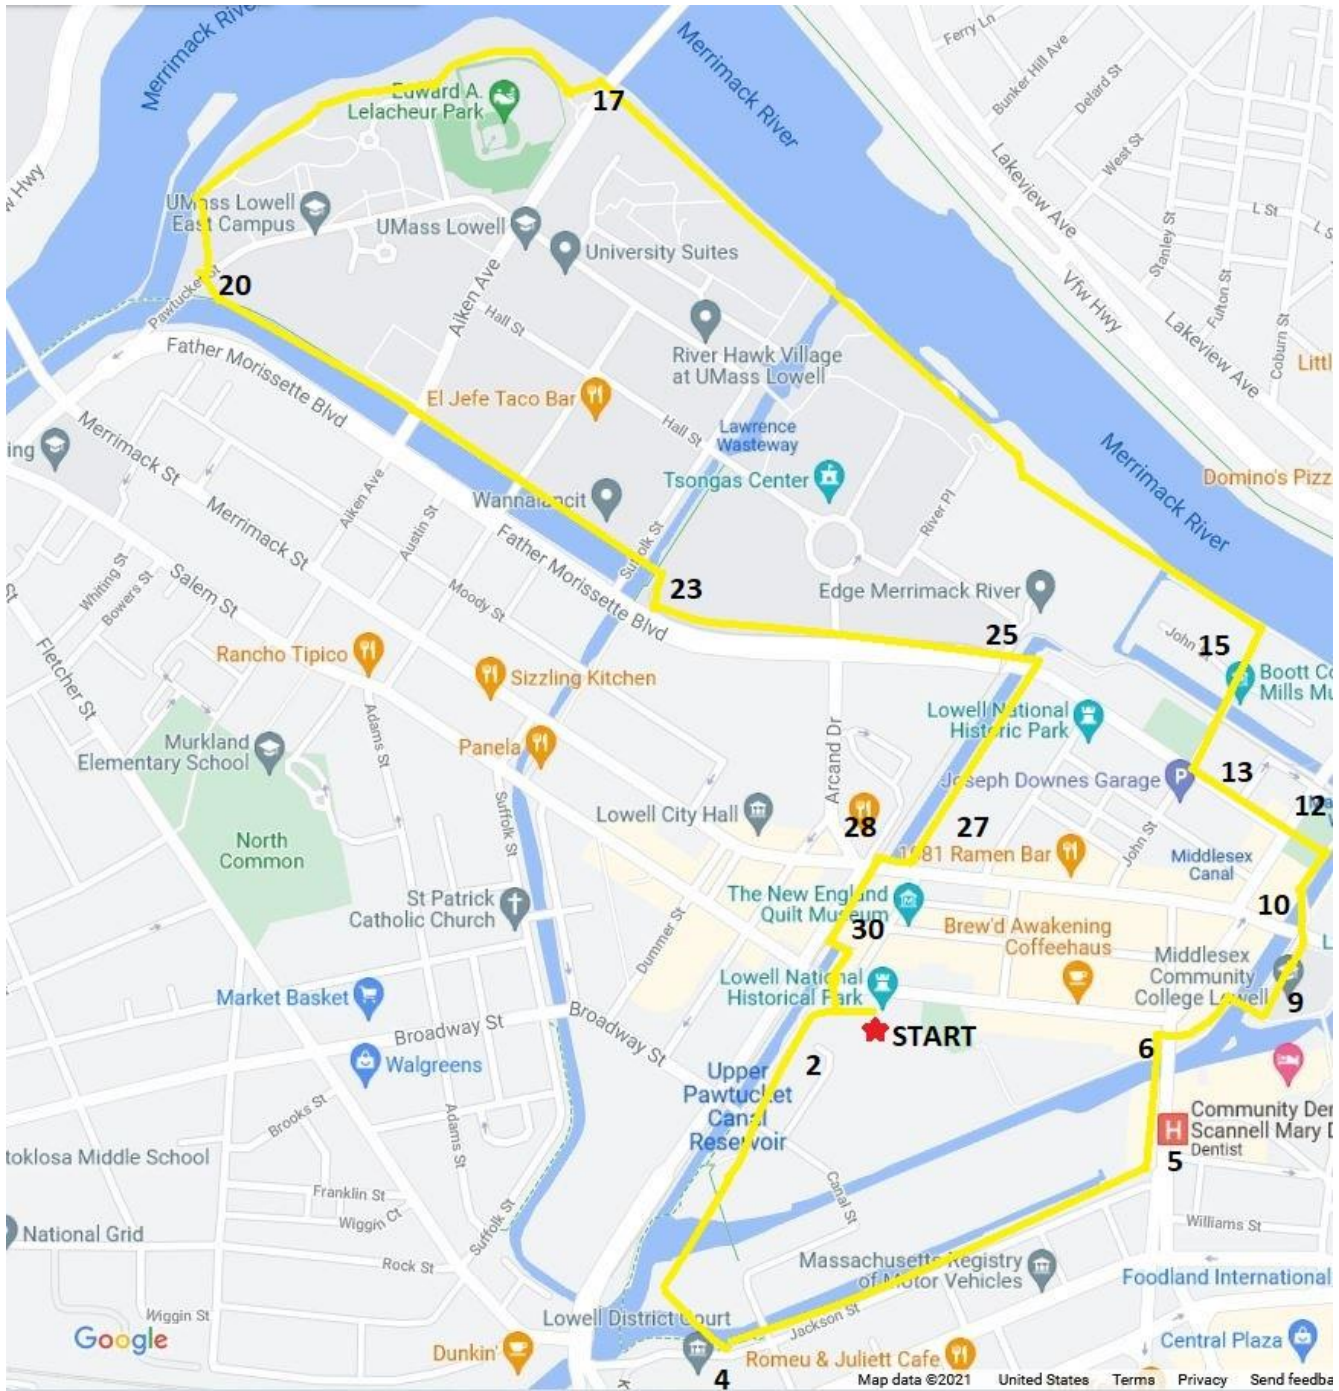 Merrimack River
Merrimack River
Ferry Ln
Bunker Hill Ave
Delard St
West St
Edward A.
Lelacheur Park
17
Lakeview Ave
w Hwy
L St
L S
Stanley St
UMass Lowell
East Campus
UMass Lowell
University Suites
Vfw Hwy
Fulton St
20
Pawtucket St
Aiken Ave
Hall St
Lakeview Ave
Coburn St
Father Morissette Blvd
River Hawk Village
at UMass Lowell
Littl
El Jefe Taco Bar
Merrimack St
Hall St
Lawrence
Wasteway
Merrimack River
ing
Tsongas Center
Domino's Pizz
Wannalancit
Aiken Ave
Austin St
Merrimack St
River Pl
Suffolk St
Father Morissette Blvd
Whiting St
Bowers St
Salem St
Moody St
23
Edge Merrimack River
St
25
John St
15
Fletcher St
Rancho Tipico
Sizzling Kitchen
Boott Co
Mills Mu
Adams St
Lowell National
Historic Park
Murkland
Elementary School
Panela
Arcand Dr
Joseph Downes Garage
13
12
Lowell City Hall
28
27
North
Common
Suffolk St
1981 Ramen Bar
John St
Middlesex
Canal
St Patrick
Catholic Church
The New England
Quilt Museum
10
Dummer St
30
Brew'd Awakening
Coffeehaus
Middlesex
Community
College Lowell
L
Market Basket
Lowell National
Historical Park
9
Broadway St
Broadway St
START
6
Walgreens
2
Upper
Pawtucket
Canal
Reservoir
Brooks St
Adams St
Community Der
Scannell Mary D
Dentist
5
toklosa Middle School
Canal St
Franklin St
Wiggin Ct
Suffolk St
Williams St
National Grid
Rock St
Massachusetts Registry
of Motor Vehicles
Foodland International
Wiggin St
Lowell District Court
Jackson St
Google
Dunkin'
Central Plaza
4
Romeu & Juliett Cafe
Map data ©2021 United States Terms Privacy Send feedba